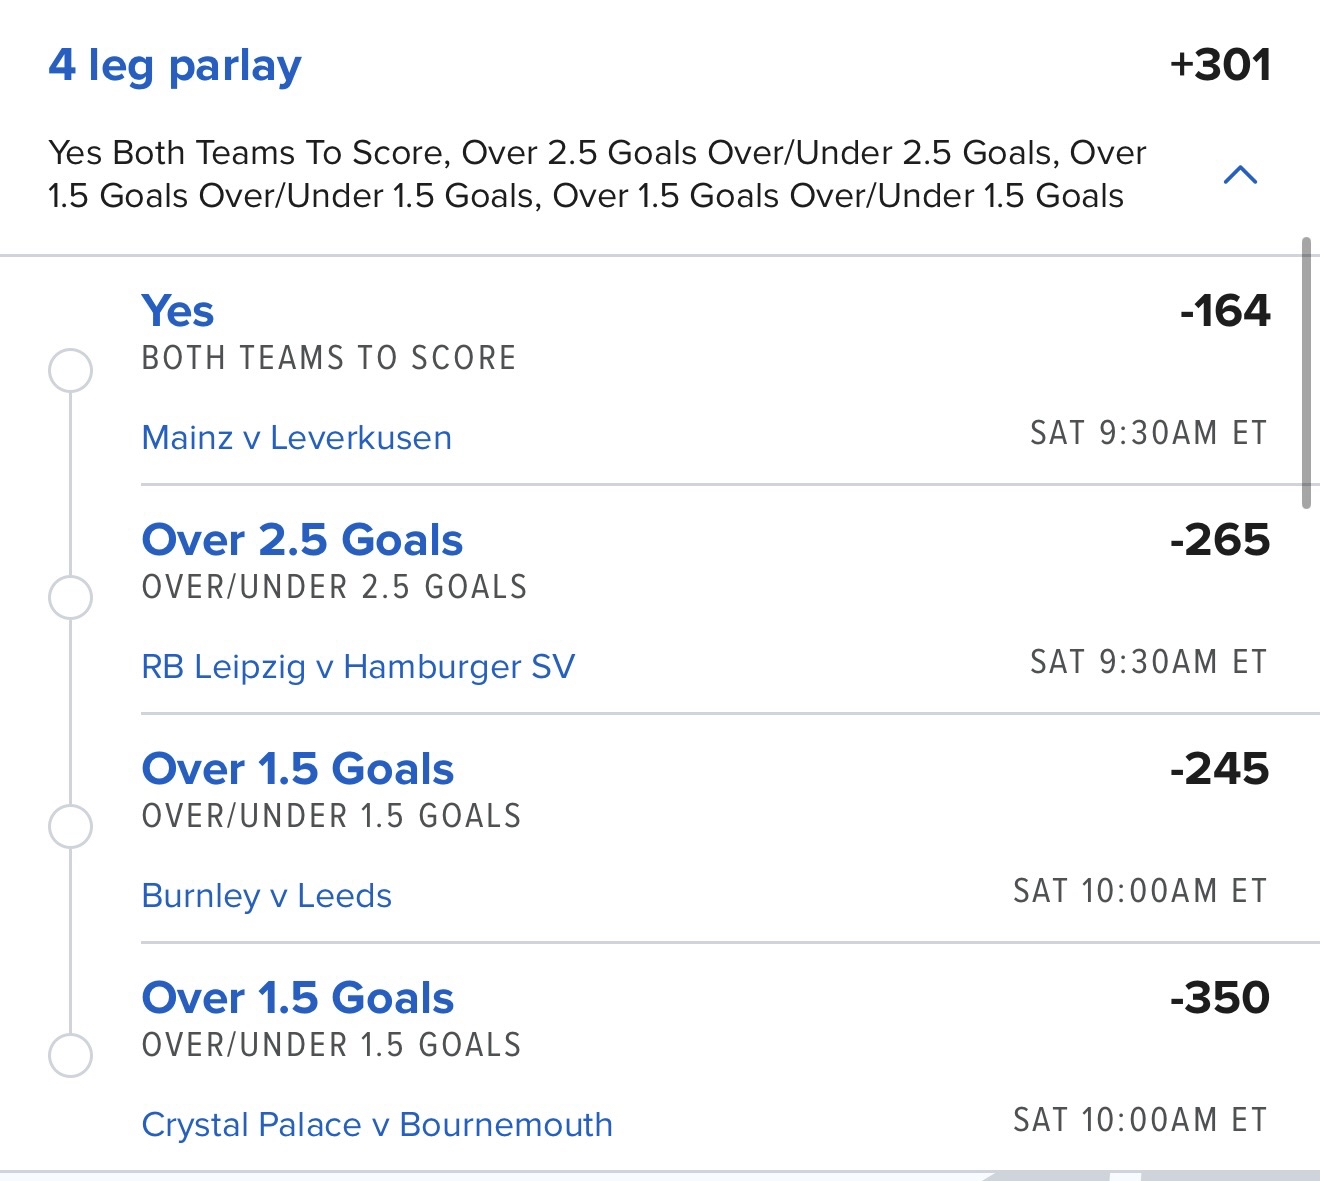 4 leg parlay
+301
Yes Both Teams To Score, Over 2.5 Goals Over/Under 2.5 Goals, Over
1.5 Goals Over/Under 1.5 Goals, Over 1.5 Goals Over/Under 1.5 Goals
Yes
-164
BOTH TEAMS TO SCORE
Mainz v Leverkusen
SAT 9:30AM ET
Over 2.5 Goals
-265
OVER/UNDER 2.5 GOALS
RB Leipzig v Hamburger SV
SAT 9:30AM ET
Over 1.5 Goals
-245
OVER/UNDER 1.5 GOALS
Burnley v Leeds
SAT 10:00AM ET
Over 1.5 Goals
-350
OVER/UNDER 1.5 GOALS
Crystal Palace v Bournemouth
SAT 10:00AM ET